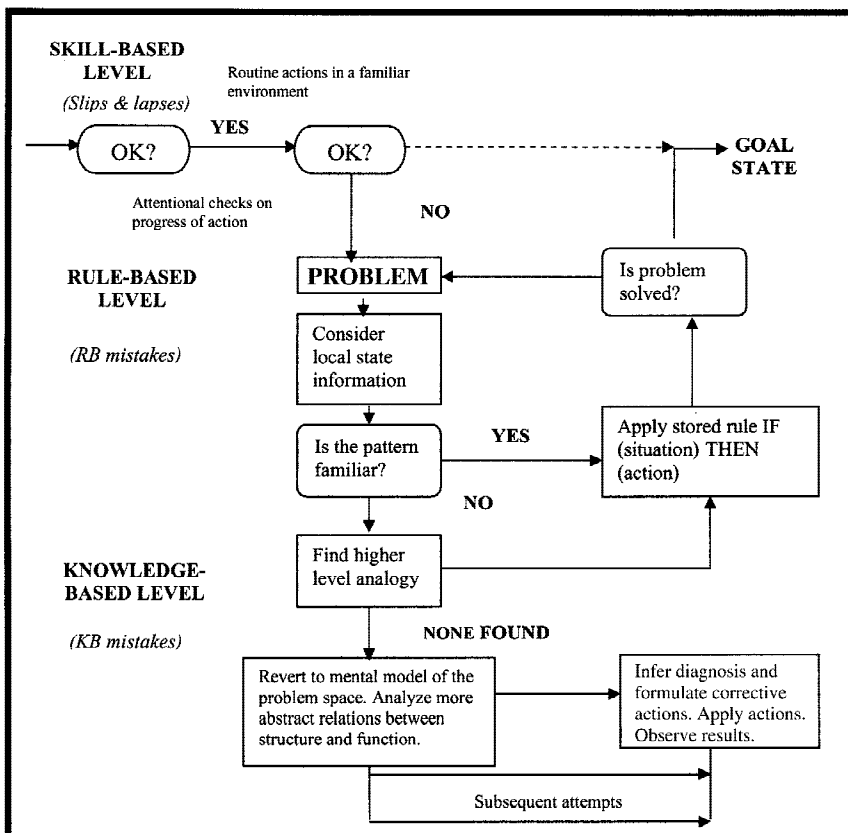 SKILL-BASED
LEVEL
(Slips & lapses)
Routine actions in a familiar
environment
YES
OK?
OK?
GOAL
STATE
Attentional checks on
progress of action
NO
RULE-BASED
LEVEL
(RB mistakes)
PROBLEM
Is problem
solved?
Consider
local state
information
Is the pattern
familiar?
YES
Apply stored rule IF
(situation) THEN
(action)
NO
KNOWLEDGE-
BASED LEVEL
(KB mistakes)
Find higher
level analogy
NONE FOUND
Revert to mental model of the
problem space. Analyze more
abstract relations between
structure and function.
Infer diagnosis and
formulate corrective
actions. Apply actions.
Observe results.
Subsequent attempts